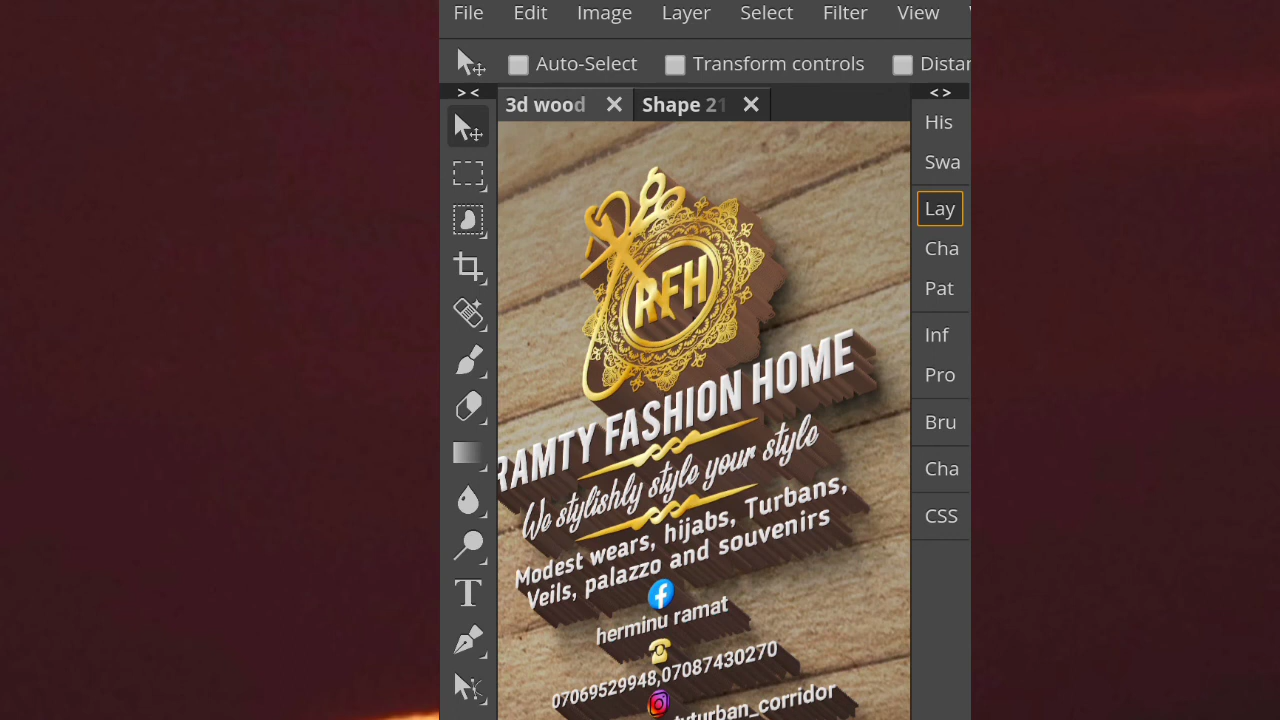 File Edit Image Layer Select Filter View
Auto-Select Transform controls
> < 3d wood Shape 21 < >
His
Swa
Lay
Cha
Pat
Inf
Pro
Bru
Cha
CSS
RFH
RAMTY FASHION HOME
We stylishly style your style
Modest wears, hijabs, Turbans,
Veils, palazzo and souvenirs
herminu ramat
07069529948,07087430270